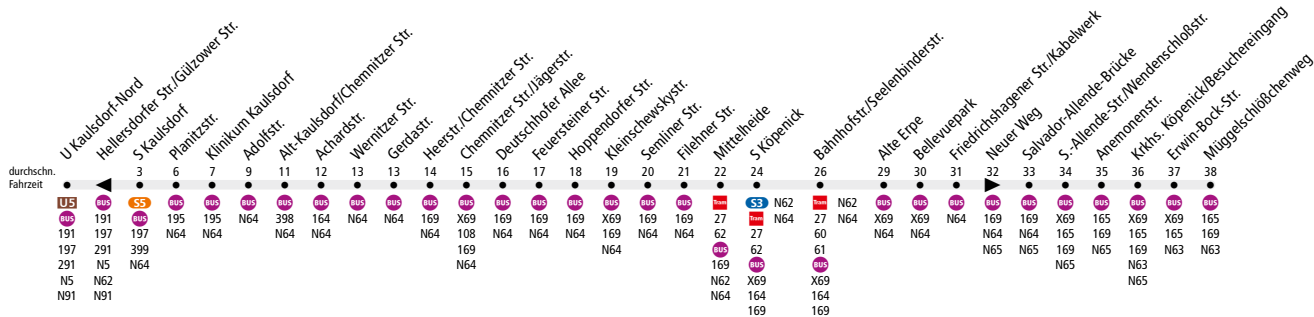 U Kaulsdorf-Nord
Hellersdorfer Str./Gülzower Str.
S Kaulsdorf
Planitzstr.
Klinikum Kaulsdorf
Adolfstr.
Alt-Kaulsdorf/Chemnitzer Str.
Achardstr.
Wernitzer Str.
Gerdastr.
Heerstr./Chemnitzer Str.
Chemnitzer Str./Jägerstr.
Deutschhofer Allee
Feuersteiner Str.
Hoppendorfer Str.
Kleinschewskystr.
Semliner Str.
Filehner Str.
Mittelheide
S Köpenick
Bahnhofstr./Seelenbinderstr.
Alte Erpe
Bellevuepark
Friedrichshagener Str./Kabelwerk
Neuer Weg
Salvador-Allende-Brücke
S.-Allende-Str./Wendenschloßstr.
Anemonenstr.
Krkhs. Köpenick/Besuchereingang
Erwin-Bock-Str.
Müggelschlößchenweg
durchschn.
Fahrzeit
3 6 7 9 11 12 13 13 14 15 16 17 18 19 20 21 22 24 26 29 30 31 32 33 34 35 36 37 38
U5
BUS
191
197
291
N5
N91
BUS
191
197
291
N5
N62
N91
S5
BUS
197
399
N64
BUS
195
N64
BUS
195
N64
BUS
N64
BUS
398
N64
BUS
164
N64
BUS
N64
BUS
N64
BUS
169
N64
BUS
X69
108
169
N64
BUS
169
N64
BUS
169
N64
BUS
169
N64
BUS
X69
169
N64
BUS
169
N64
BUS
169
N64
Tram
27
62
BUS
169
N62
N64
S3
Tram
27
62
BUS
X69
164
169
N62
N64
Tram
27
60
61
BUS
X69
164
169
N62
N64
BUS
X69
N64
BUS
X69
N64
BUS
N64
BUS
169
N64
N65
BUS
169
N64
N65
BUS
X69
165
169
N65
BUS
165
169
N65
BUS
X69
165
169
N63
N65
BUS
X69
165
N63
BUS
165
169
N63